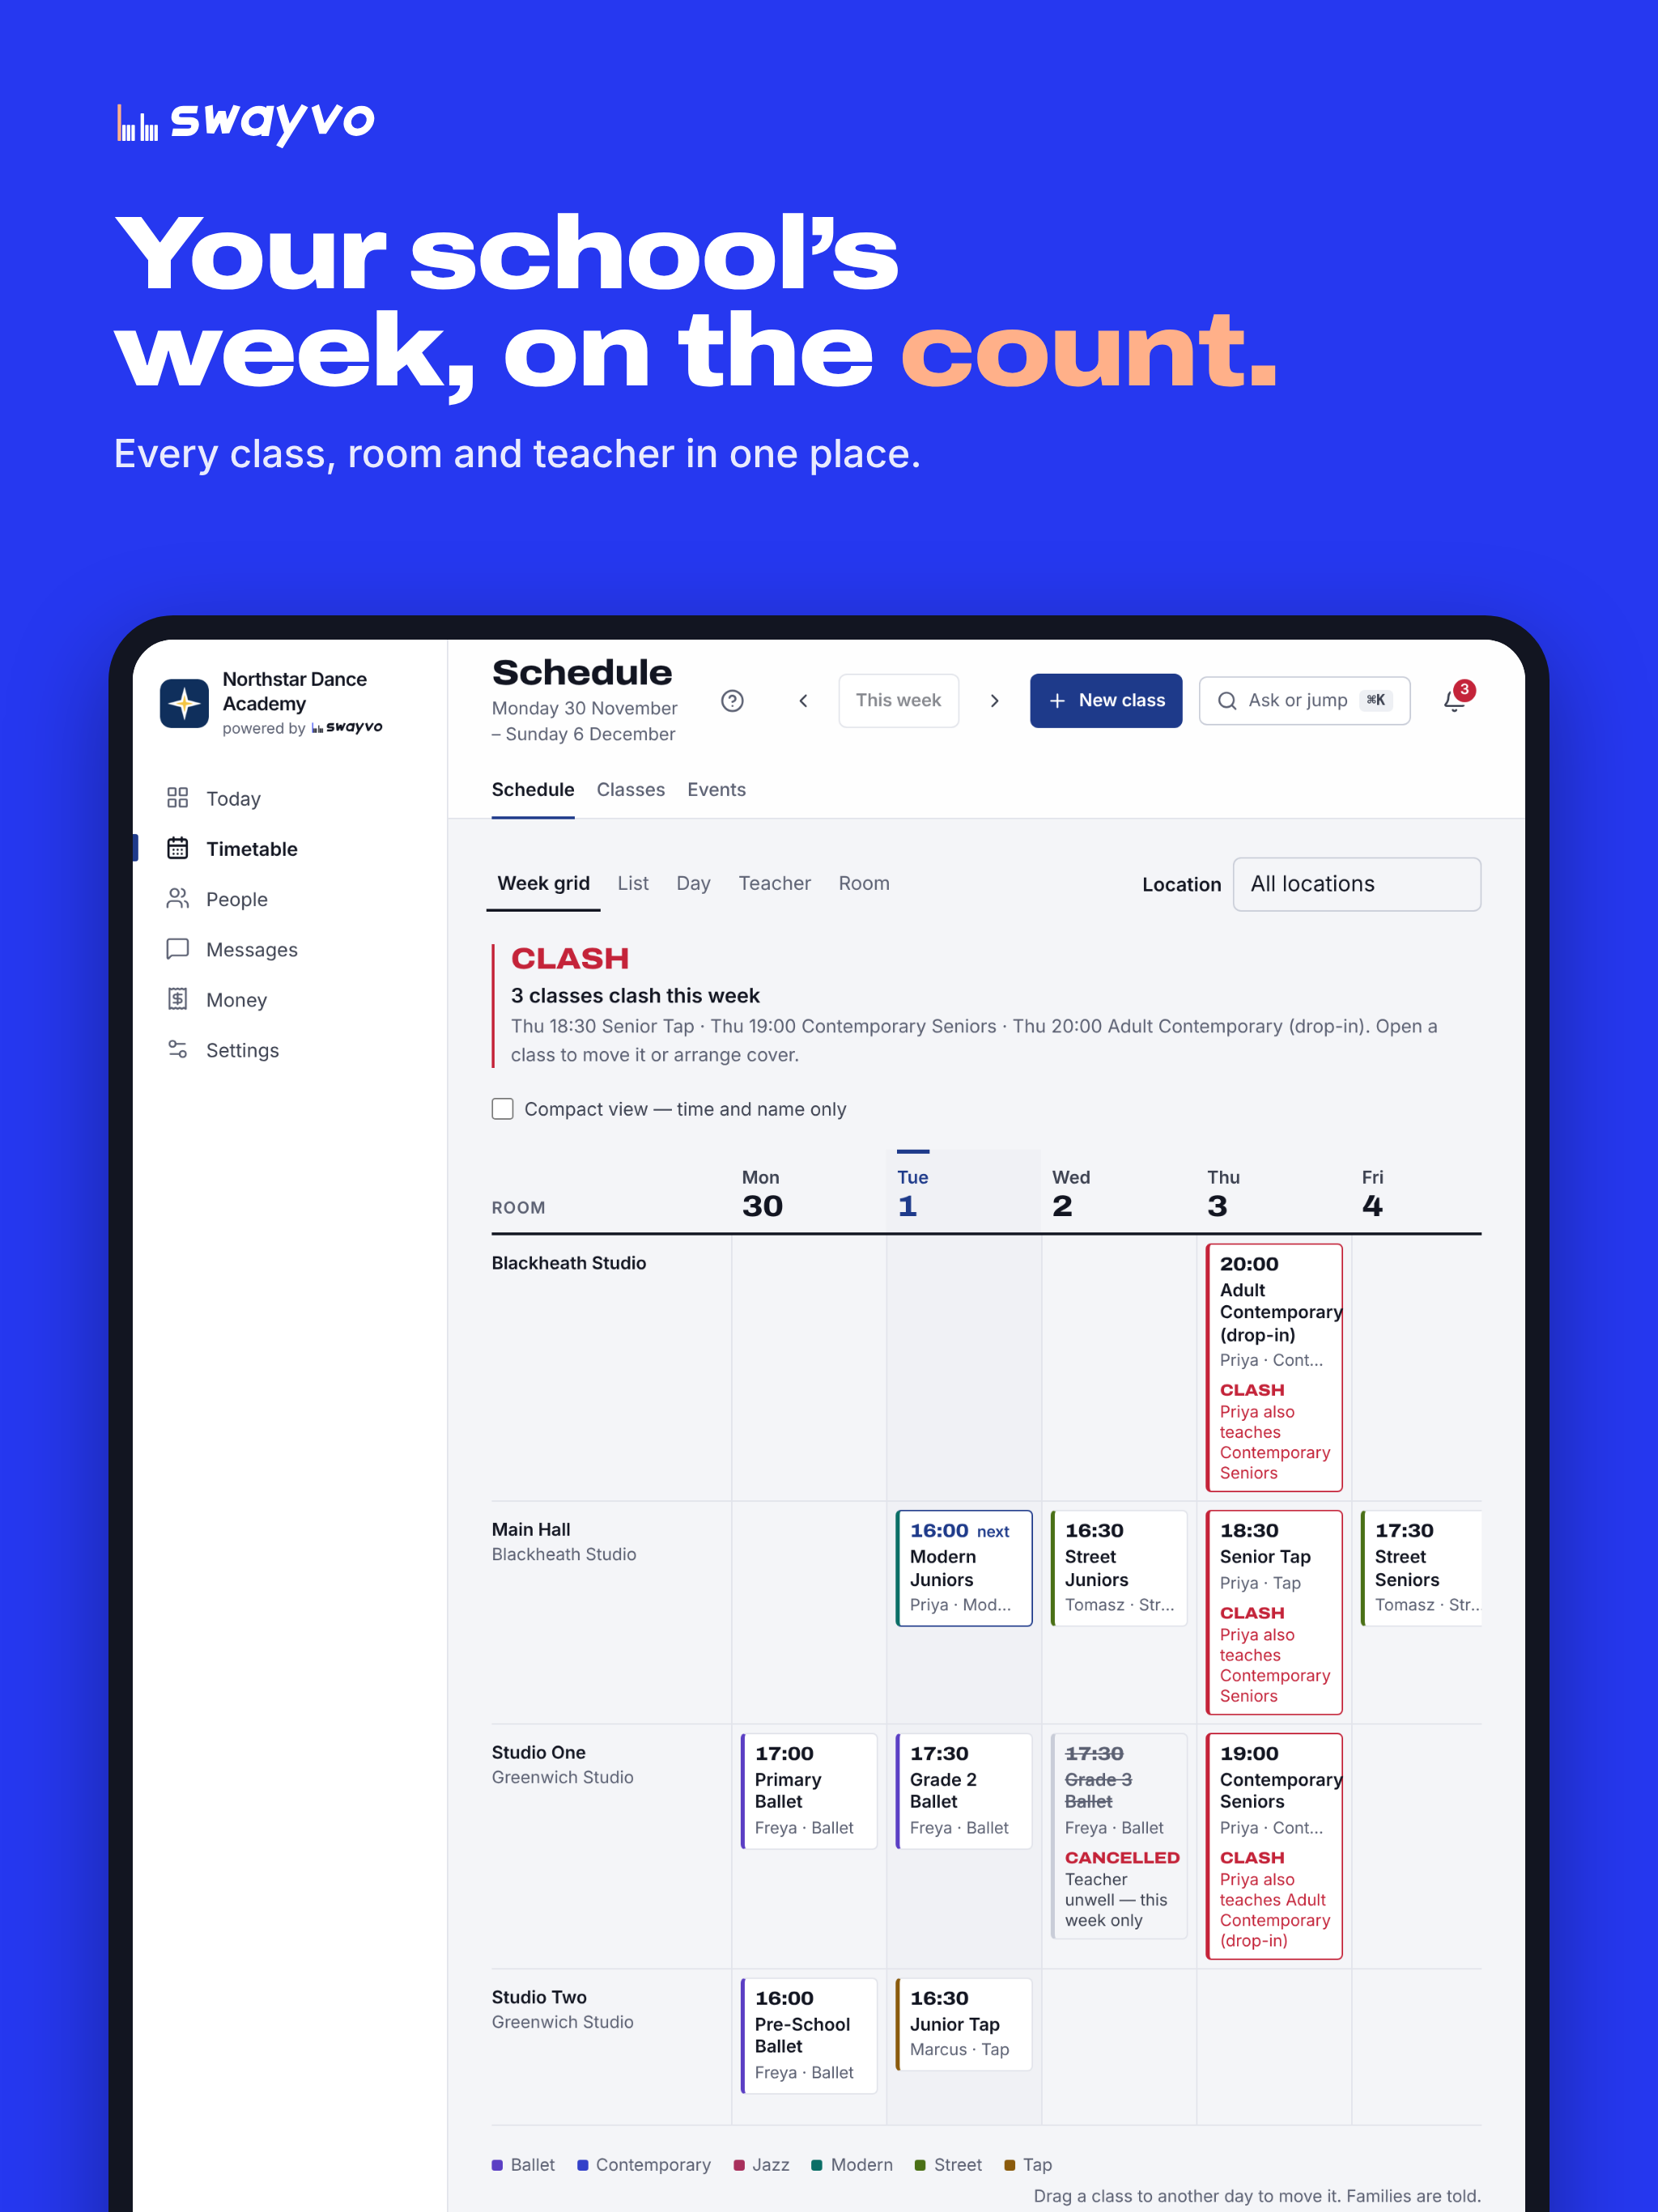 swayvo
Your school’s
week, on the count.
Every class, room and teacher in one place.
Northstar Dance
Academy
powered by swayvo
Today
Timetable
People
Messages
Money
Settings
Schedule
Monday 30 November
– Sunday 6 December
This week
New class
Ask or jump ⌘K
3
Schedule Classes Events
Week grid List Day Teacher Room
Location All locations
CLASH
3 classes clash this week
Thu 18:30 Senior Tap · Thu 19:00 Contemporary Seniors · Thu 20:00 Adult Contemporary (drop-in). Open a
class to move it or arrange cover.
Compact view — time and name only
ROOM
Mon
30
Tue
1
Wed
2
Thu
3
Fri
4
Blackheath Studio
20:00
Adult
Contemporary
(drop-in)
Priya · Cont...
CLASH
Priya also
teaches
Contemporary
Seniors
Main Hall
Blackheath Studio
16:00 next
Modern
Juniors
Priya · Mod...
16:30
Street
Juniors
Tomasz · Str...
18:30
Senior Tap
Priya · Tap
CLASH
Priya also
teaches
Contemporary
Seniors
17:30
Street
Seniors
Tomasz · Str...
Studio One
Greenwich Studio
17:00
Primary
Ballet
Freya · Ballet
17:30
Grade 2
Ballet
Freya · Ballet
17:30
Grade 3
Ballet
Freya · Ballet
CANCELLED
Teacher
unwell — this
week only
19:00
Contemporary
Seniors
Priya · Cont...
CLASH
Priya also
teaches Adult
Contemporary
(drop-in)
Studio Two
Greenwich Studio
16:00
Pre-School
Ballet
Freya · Ballet
16:30
Junior Tap
Marcus · Tap
Ballet Contemporary Jazz Modern Street Tap
Drag a class to another day to move it. Families are told.